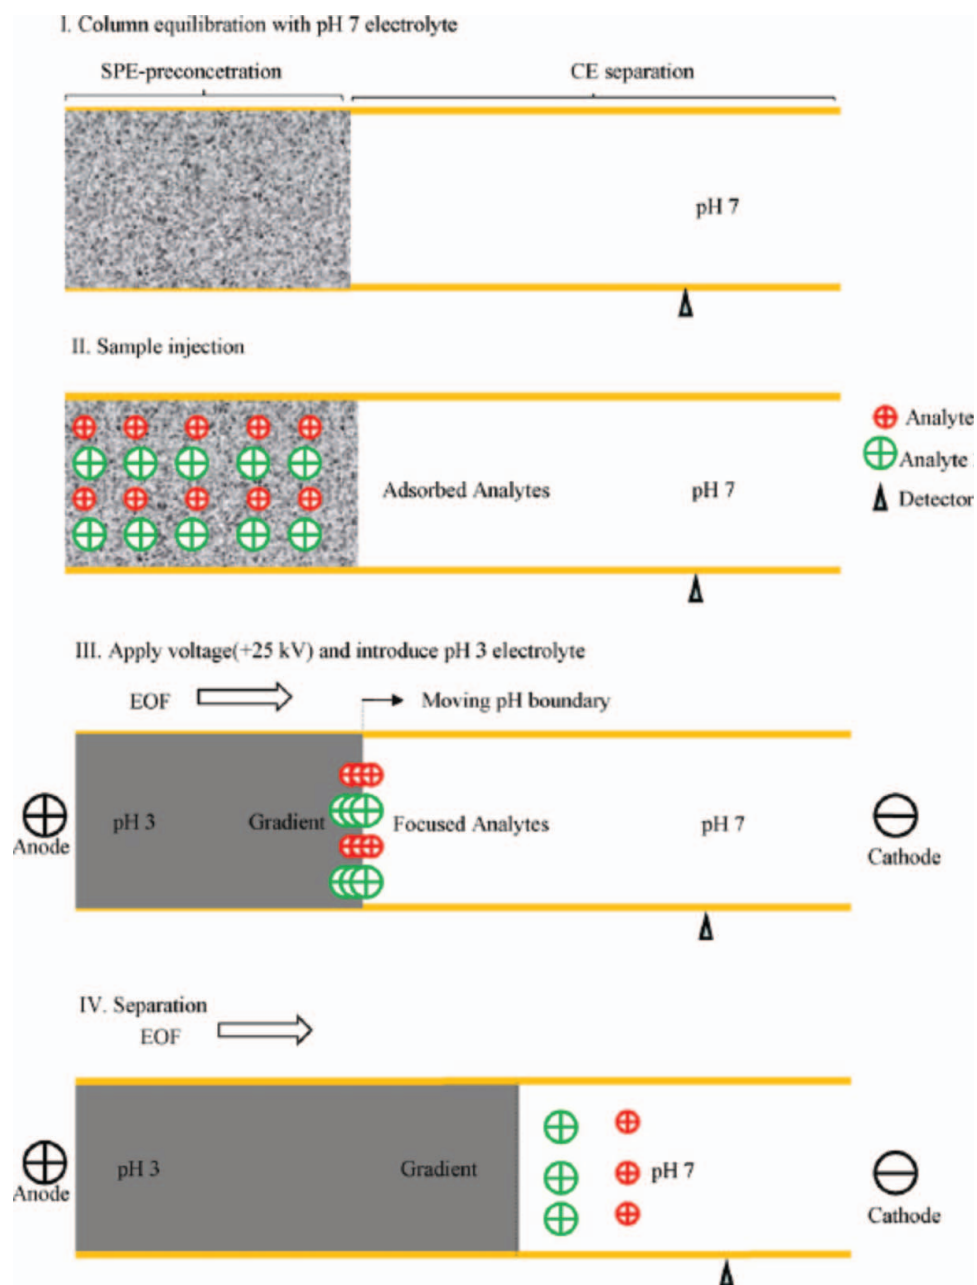 I. Column equilibration with pH 7 electrolyte
SPE-preconcetration
CE separation
pH 7
II. Sample injection
Adsorbed Analytes
pH 7
Analyte
Analyte
Detector
III. Apply voltage(+25 kV) and introduce pH 3 electrolyte
EOF
Moving pH boundary
pH 3
Gradient
Focused Analytes
pH 7
Anode
Cathode
IV. Separation
EOF
pH 3
Gradient
pH 7
Anode
Cathode